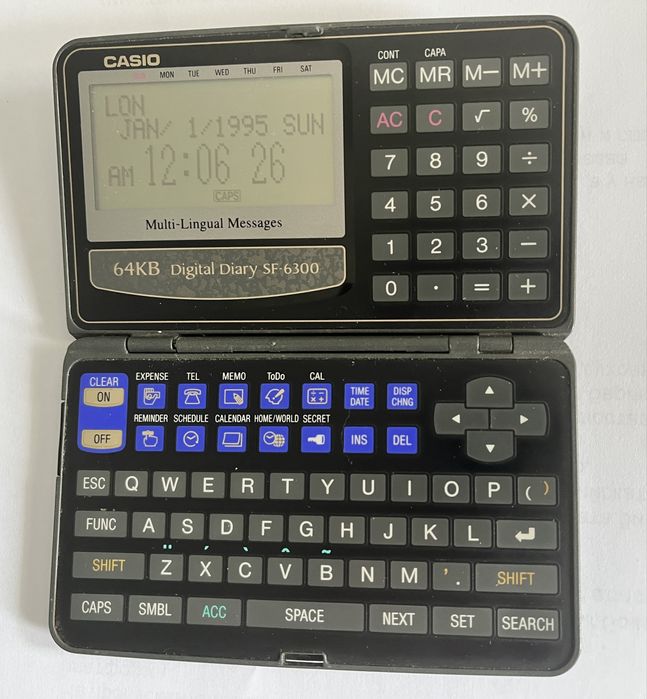 CASIO
SUN MON TUE WED THU FRI SAT
LON
JAN/ 1/1995 SUN
AM 12:06 26
CAPS
Multi-Lingual Messages
64KB Digital Diary SF-6300
CONT CAPA
MC MR M− M+
AC C √ %
7 8 9 ÷
4 5 6 ×
1 2 3 −
0 · = +
CLEAR
ON
OFF
EXPENSE TEL MEMO ToDo CAL
TIME DATE
DISP CHNG
REMINDER SCHEDULE CALENDAR HOME/WORLD SECRET
INS DEL
ESC Q W E R T Y U I O P ( )
FUNC A S D F G H J K L
SHIFT Z X C V B N M ' . SHIFT
CAPS SMBL ACC SPACE NEXT SET SEARCH